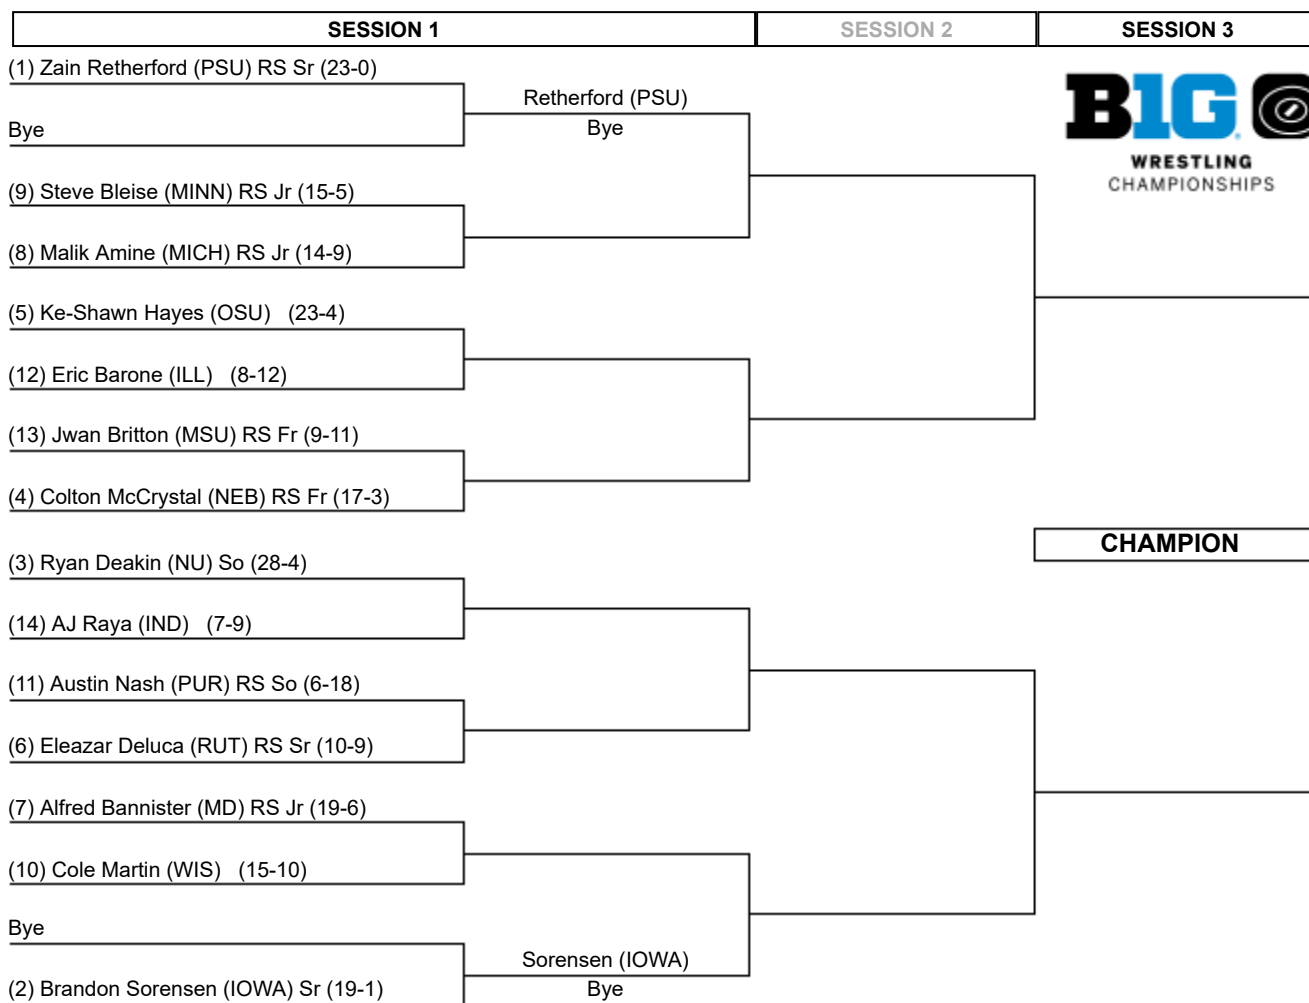 SESSION 1
SESSION 2
SESSION 3
(1) Zain Retherford (PSU) RS Sr (23-0)
Retherford (PSU)
Bye
Bye
B1G
WRESTLING
CHAMPIONSHIPS
(9) Steve Bleise (MINN) RS Jr (15-5)
(8) Malik Amine (MICH) RS Jr (14-9)
(5) Ke-Shawn Hayes (OSU) (23-4)
(12) Eric Barone (ILL) (8-12)
(13) Jwan Britton (MSU) RS Fr (9-11)
(4) Colton McCrystal (NEB) RS Fr (17-3)
CHAMPION
(3) Ryan Deakin (NU) So (28-4)
(14) AJ Raya (IND) (7-9)
(11) Austin Nash (PUR) RS So (6-18)
(6) Eleazar Deluca (RUT) RS Sr (10-9)
(7) Alfred Bannister (MD) RS Jr (19-6)
(10) Cole Martin (WIS) (15-10)
Bye
Sorensen (IOWA)
Bye
(2) Brandon Sorensen (IOWA) Sr (19-1)